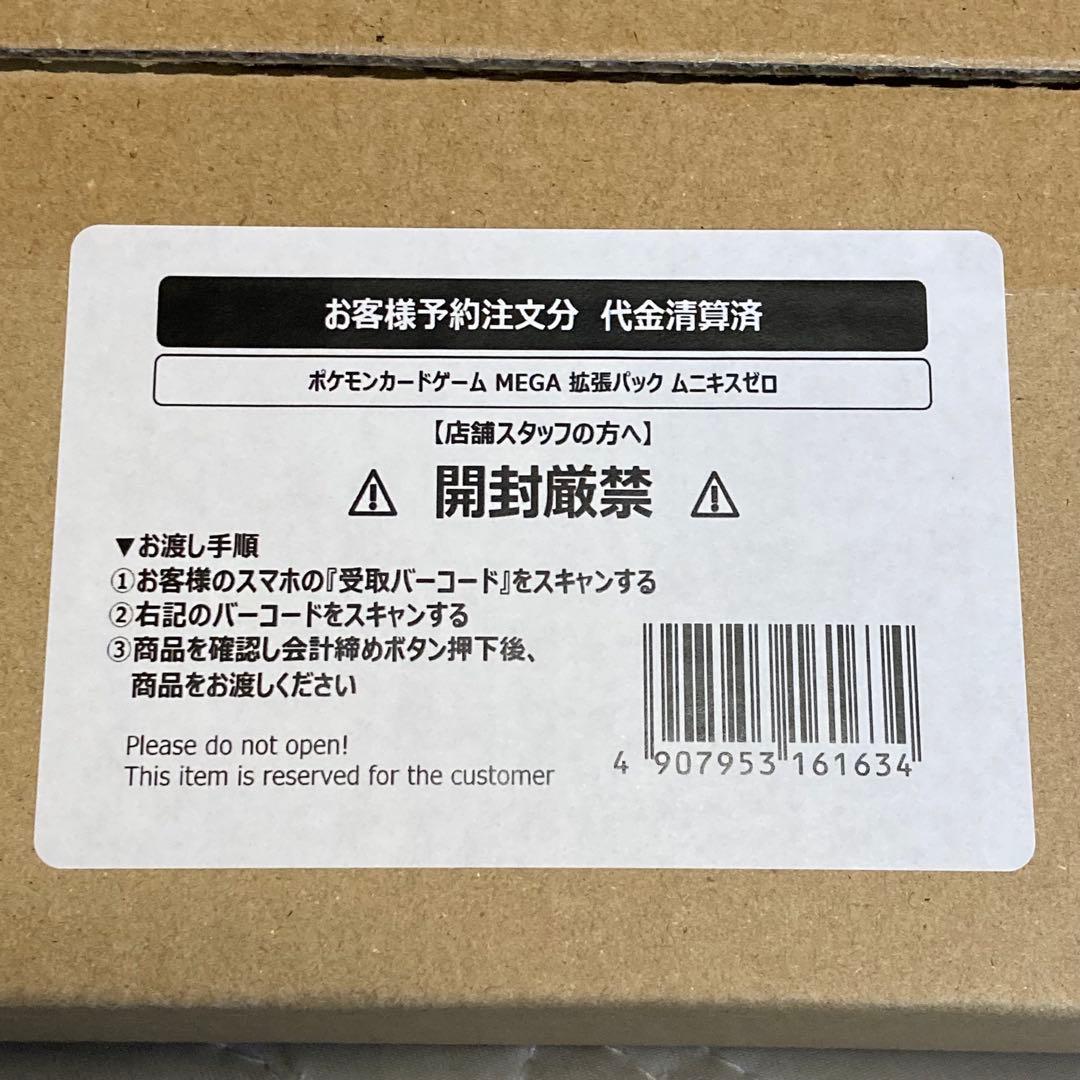 お客様予約注文分 代金清算済
ポケモンカードゲーム MEGA 拡張パック ムニキスゼロ
【店舗スタッフの方へ】
⚠ 開封厳禁 ⚠
▼お渡し手順
①お客様のスマホの『受取バーコード』をスキャンする
②右記のバーコードをスキャンする
③商品を確認し会計締めボタン押下後、
商品をお渡しください
Please do not open!
This item is reserved for the customer
4 907953 161634